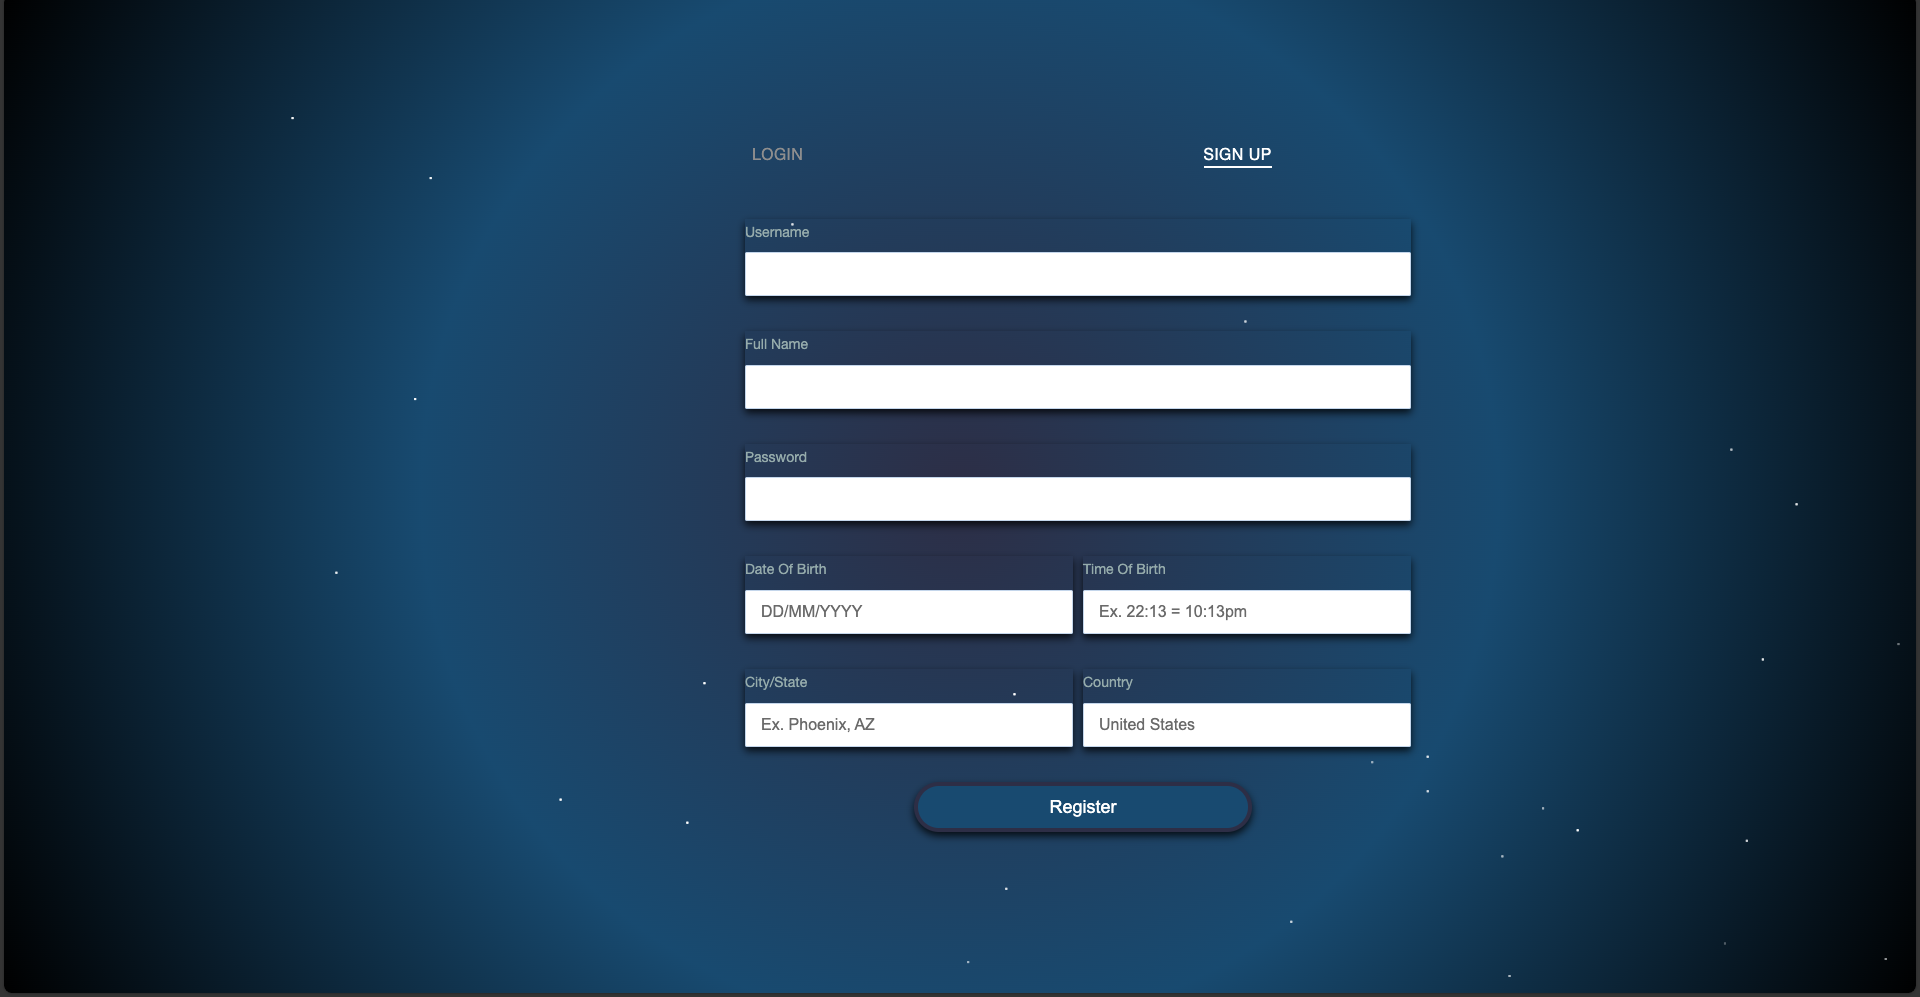 LOGIN
SIGN UP
Username
Full Name
Password
Date Of Birth
Time Of Birth
DD/MM/YYYY
Ex. 22:13 = 10:13pm
City/State
Country
Ex. Phoenix, AZ
United States
Register